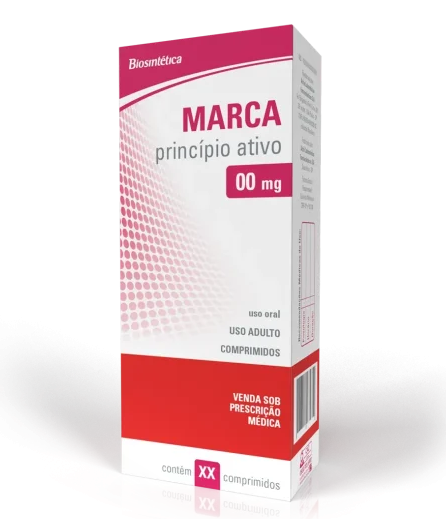 Biosintética
MARCA
princípio ativo
00 mg
uso oral
USO ADULTO
COMPRIMIDOS
VENDA SOB
PRESCRIÇÃO
MÉDICA
contém XX comprimidos